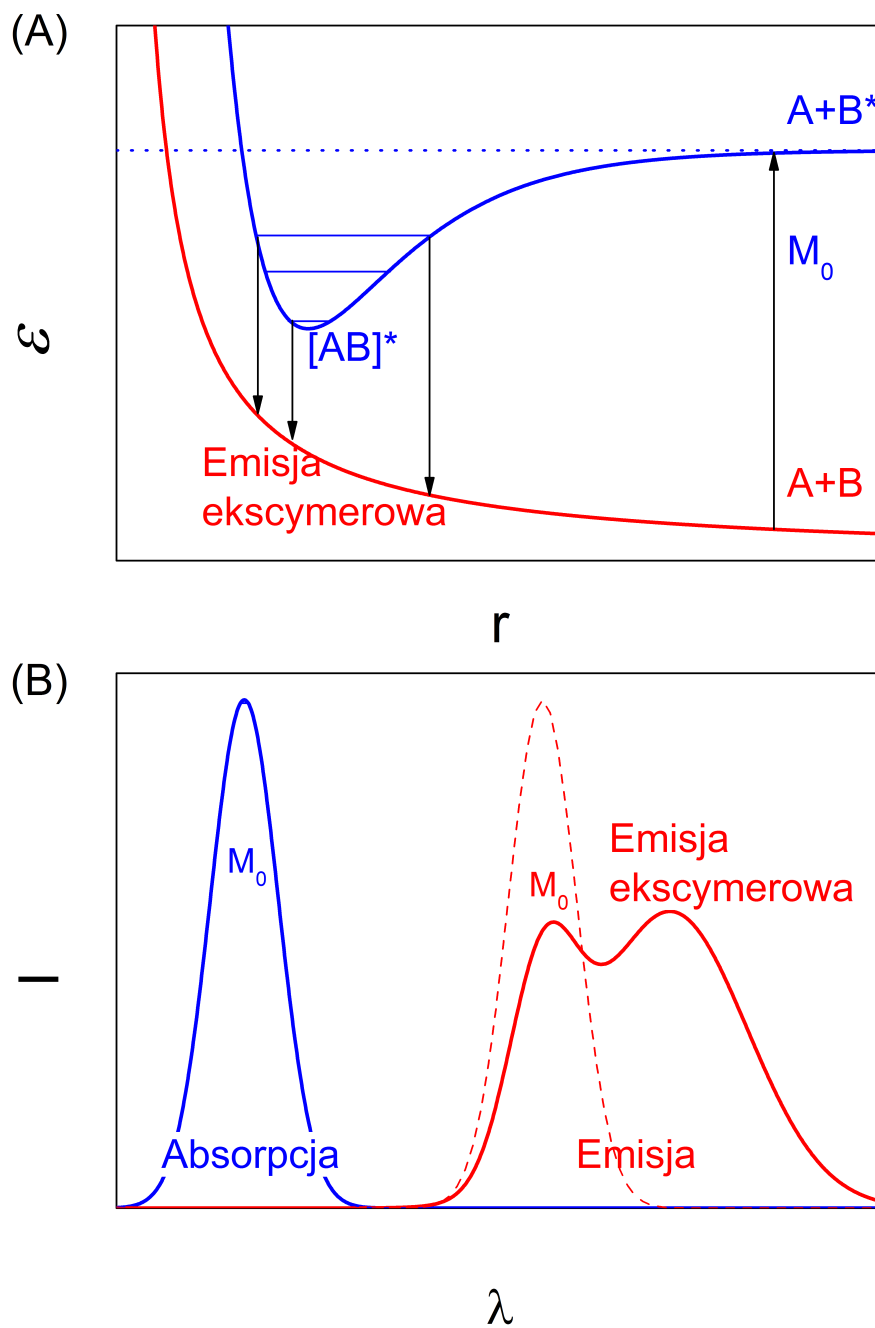 (A)
A+B*
M₀
ε
[AB]*
Emisja
ekscymerowa
A+B
r
(B)
Emisja
ekscymerowa
M₀
M₀
I
Absorpcja
Emisja
λ